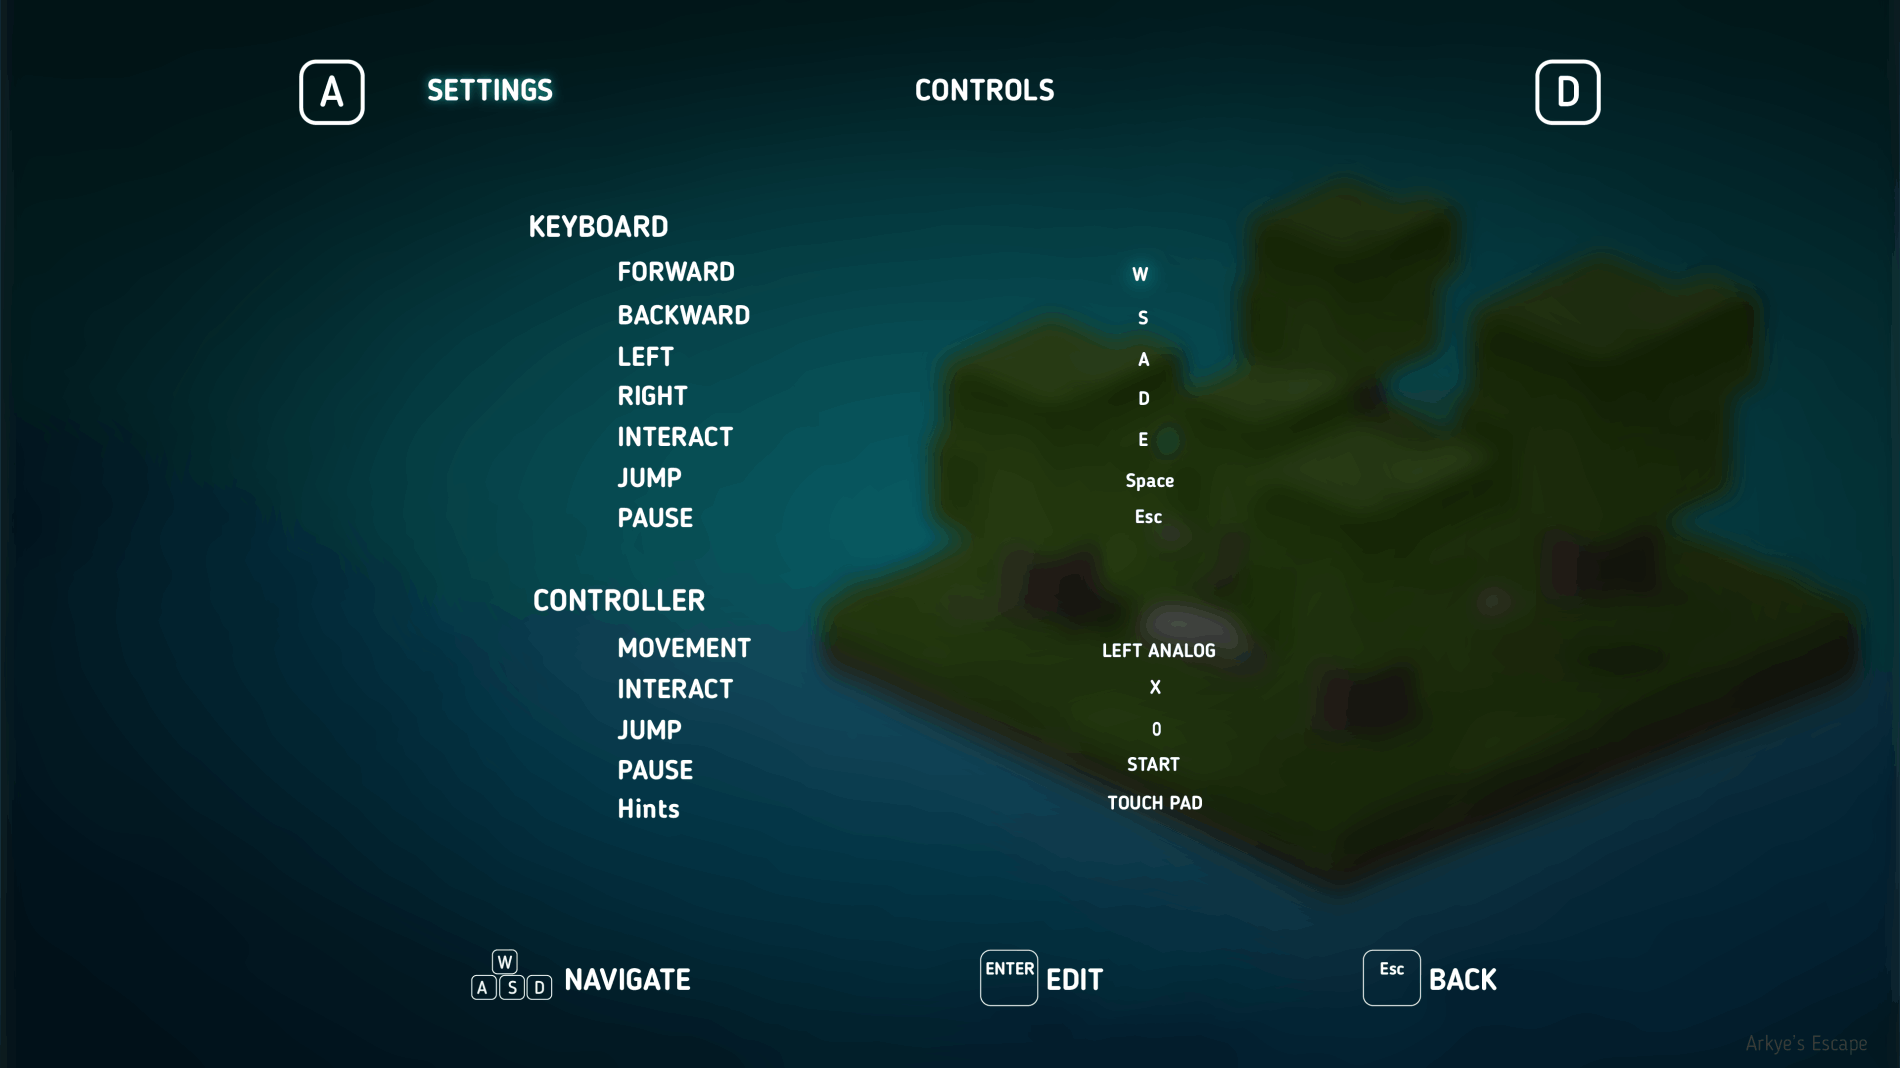 A SETTINGS CONTROLS D
KEYBOARD
FORWARD W
BACKWARD S
LEFT A
RIGHT D
INTERACT E
JUMP Space
PAUSE Esc
CONTROLLER
MOVEMENT LEFT ANALOG
INTERACT X
JUMP 0
PAUSE START
Hints TOUCH PAD
W
A S D NAVIGATE ENTER EDIT Esc BACK
Arkye's Escape